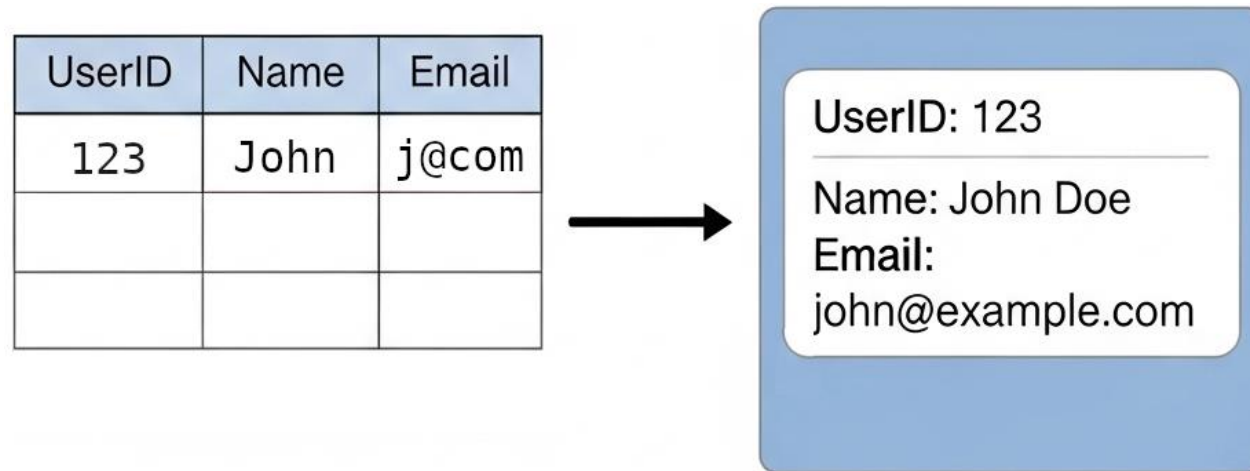 UserID Name Email
123 John j@com
UserID: 123
Name: John Doe
Email:
john@example.com